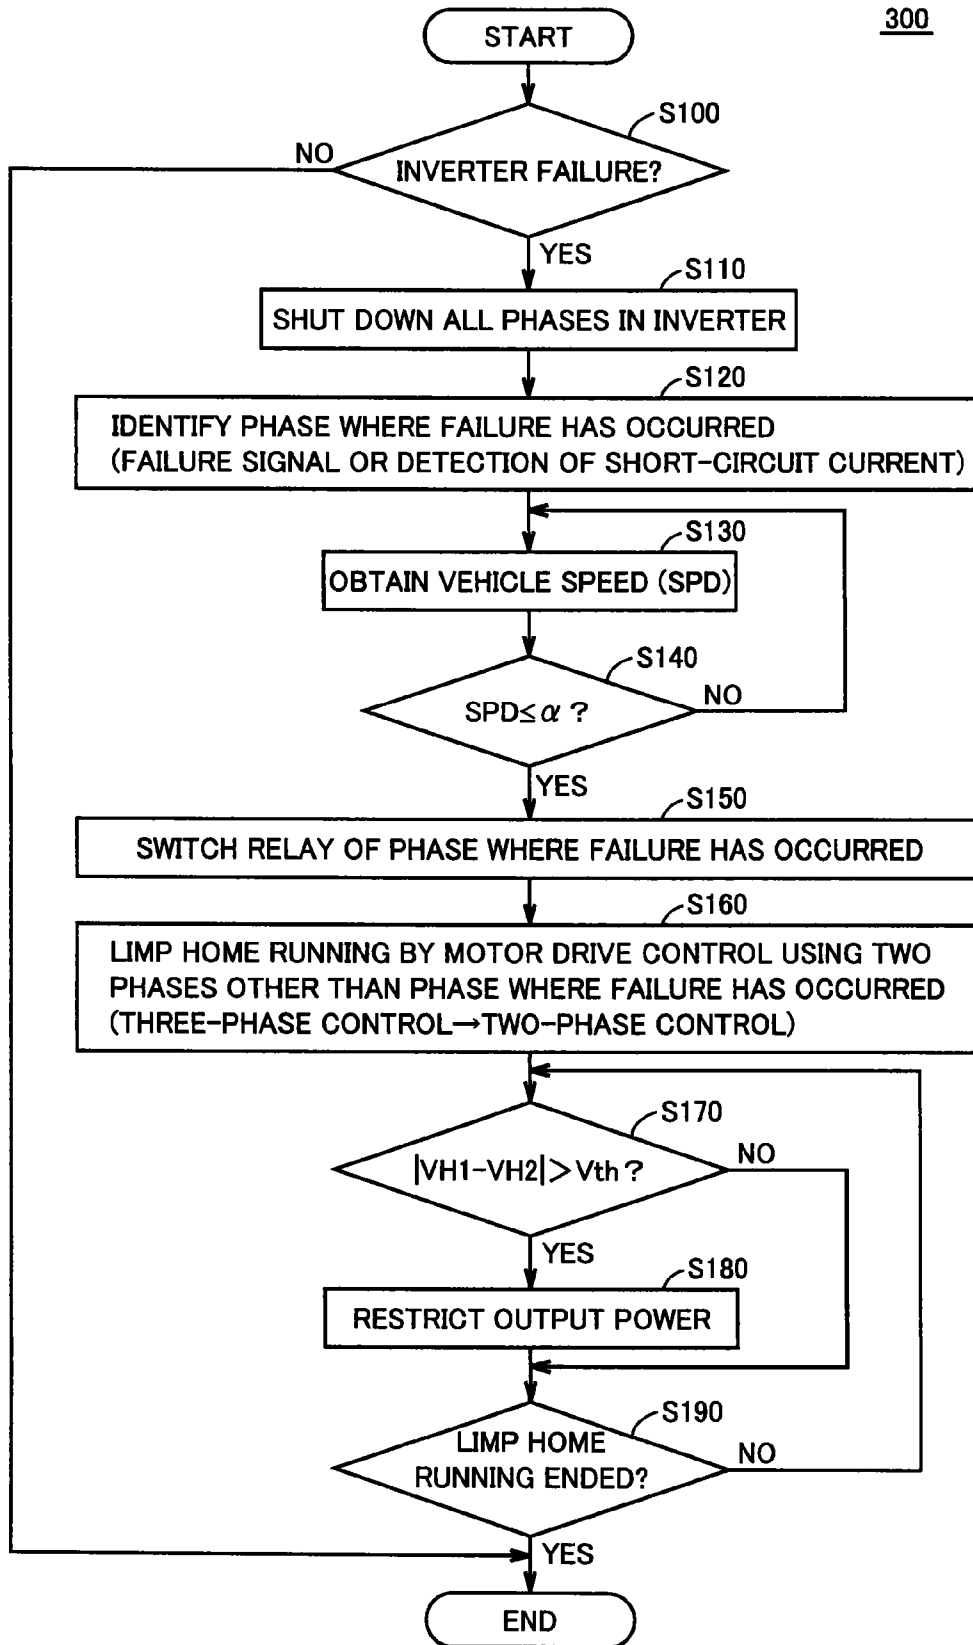 300
START
S100
NO
INVERTER FAILURE?
YES
S110
SHUT DOWN ALL PHASES IN INVERTER
S120
IDENTIFY PHASE WHERE FAILURE HAS OCCURRED
(FAILURE SIGNAL OR DETECTION OF SHORT-CIRCUIT CURRENT)
S130
OBTAIN VEHICLE SPEED (SPD)
S140
NO
SPD≤α ?
YES
S150
SWITCH RELAY OF PHASE WHERE FAILURE HAS OCCURRED
S160
LIMP HOME RUNNING BY MOTOR DRIVE CONTROL USING TWO
PHASES OTHER THAN PHASE WHERE FAILURE HAS OCCURRED
(THREE-PHASE CONTROL→TWO-PHASE CONTROL)
S170
NO
|VH1-VH2|>Vth ?
YES
S180
RESTRICT OUTPUT POWER
S190
LIMP HOME
RUNNING ENDED?
NO
YES
END